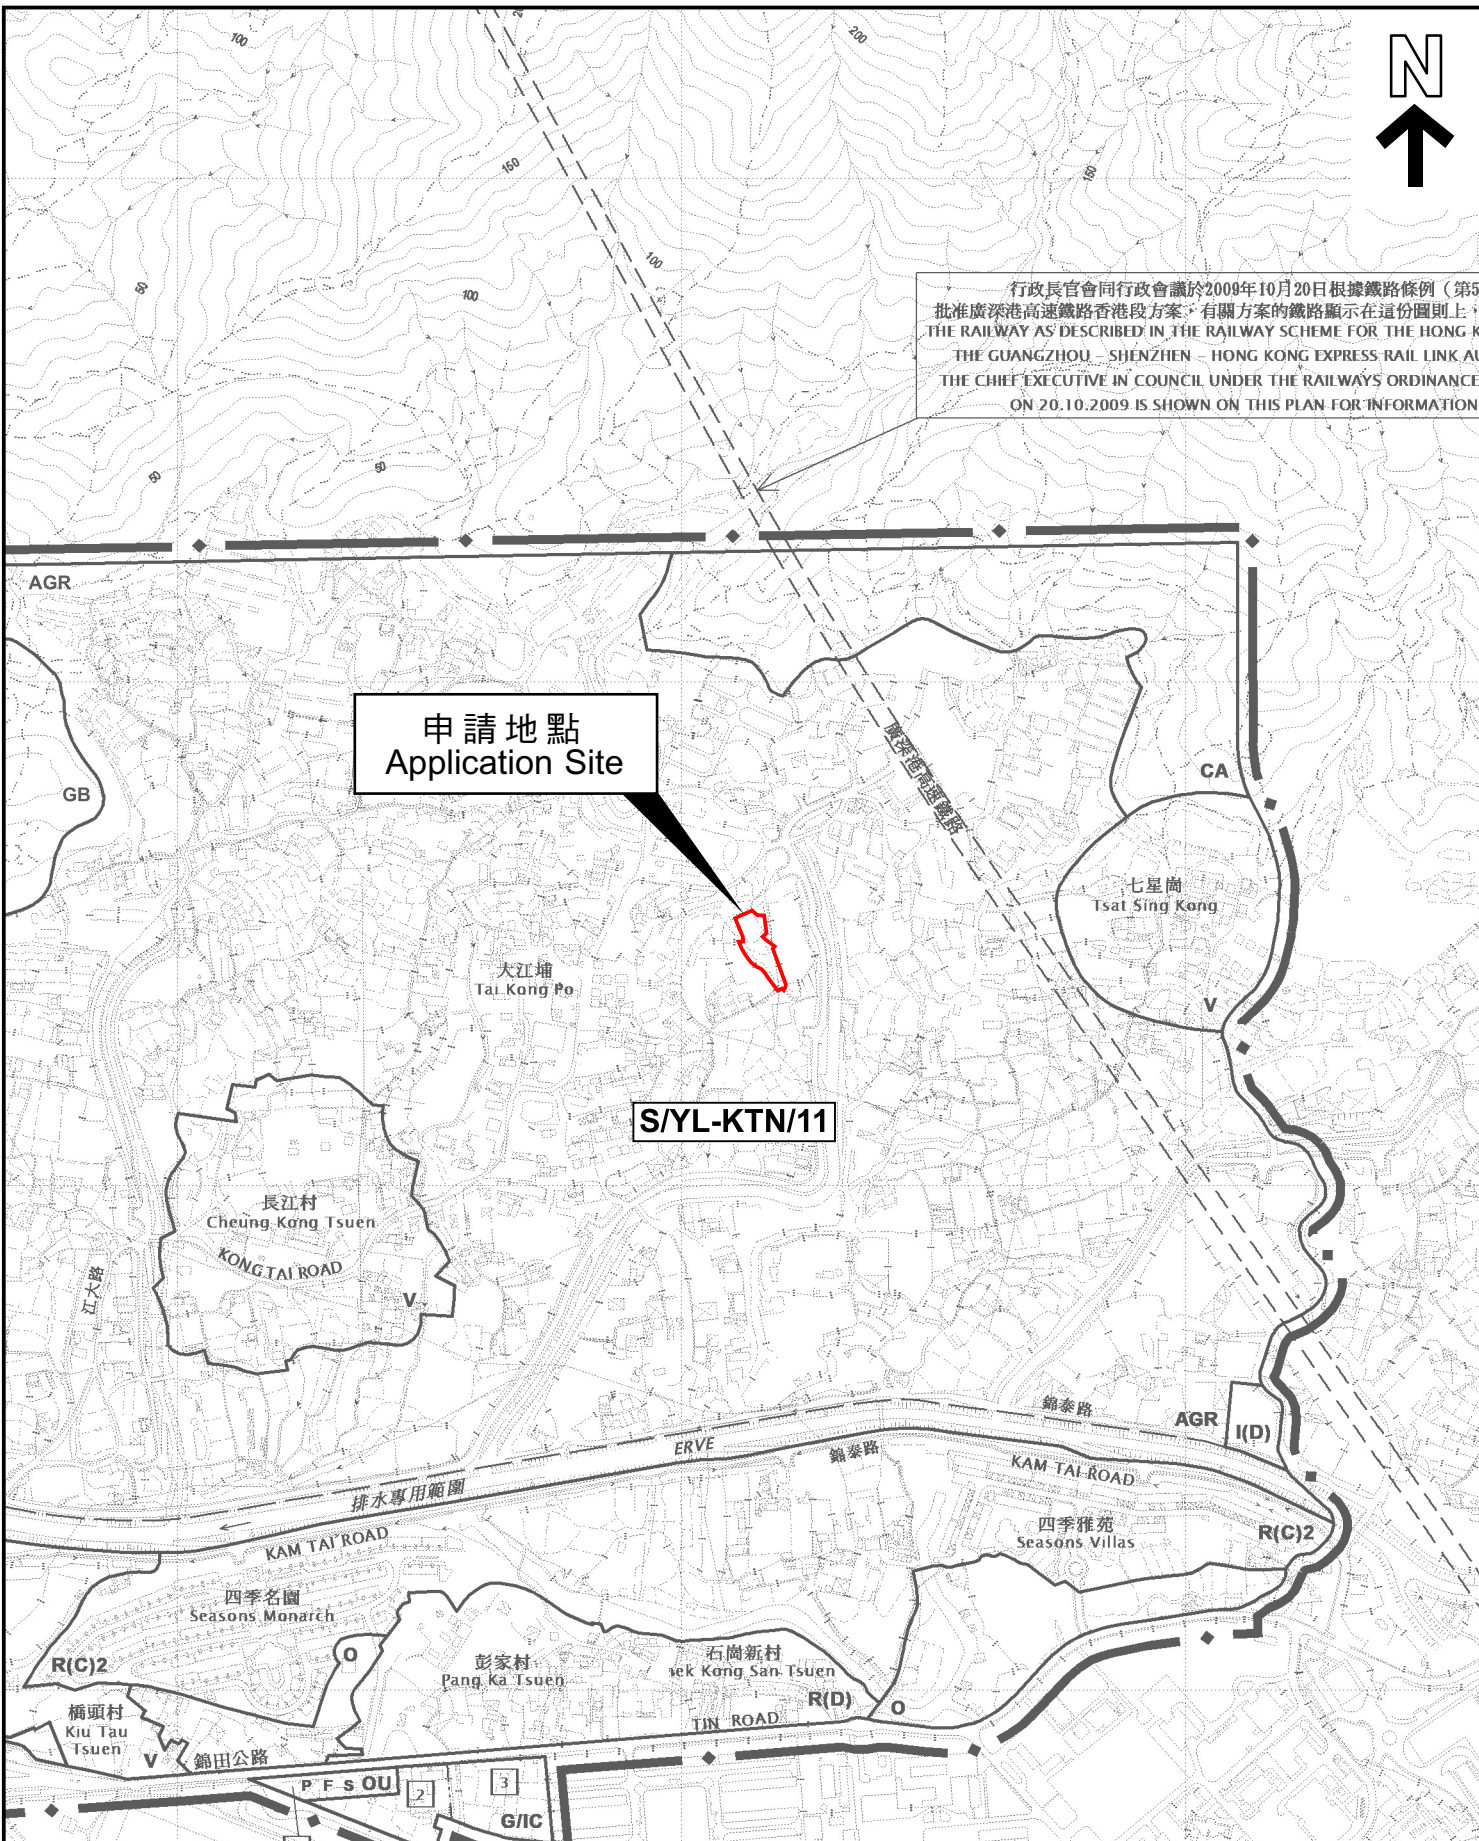 100
20
200
N
150
150
100
50
100
行政長官會同行政會議於2009年10月20日根據鐵路條例（第5
批准廣深港高速鐵路香港段方案，有關方案的鐵路顯示在這份圖則上，
THE RAILWAY AS DESCRIBED IN THE RAILWAY SCHEME FOR THE HONG K
THE GUANGZHOU – SHENZHEN – HONG KONG EXPRESS RAIL LINK AU
THE CHIEF EXECUTIVE IN COUNCIL UNDER THE RAILWAYS ORDINANCE
ON 20.10.2009 IS SHOWN ON THIS PLAN FOR INFORMATION
50
50
AGR
申請地點
Application Site
廣深港高速鐵路
GB
CA
七星崗
Tsat Sing Kong
大江埔
Tai Kong Po
V
S/YL-KTN/11
長江村
Cheung Kong Tsuen
KONG TAI ROAD
江大路
V
錦泰路
AGR
I(D)
ERVE
錦泰路
KAM TAI ROAD
排水專用範圍
KAM TAI ROAD
四季雅苑
Seasons Villas
R(C)2
四季名園
Seasons Monarch
R(C)2
O
彭家村
Pang Ka Tsuen
石崗新村
ek Kong San Tsuen
R(D)
O
橋頭村
Kiu Tau
Tsuen
V
錦田公路
TIN ROAD
P F S OU
2
3
G/IC